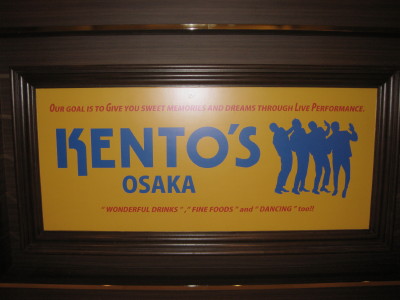 OUR GOAL IS TO GIVE YOU SWEET MEMORIES AND DREAMS THROUGH LIVE PERFORMANCE.
KENTO'S
OSAKA
"WONDERFUL DRINKS", "FINE FOODS" and "DANCING" too!!